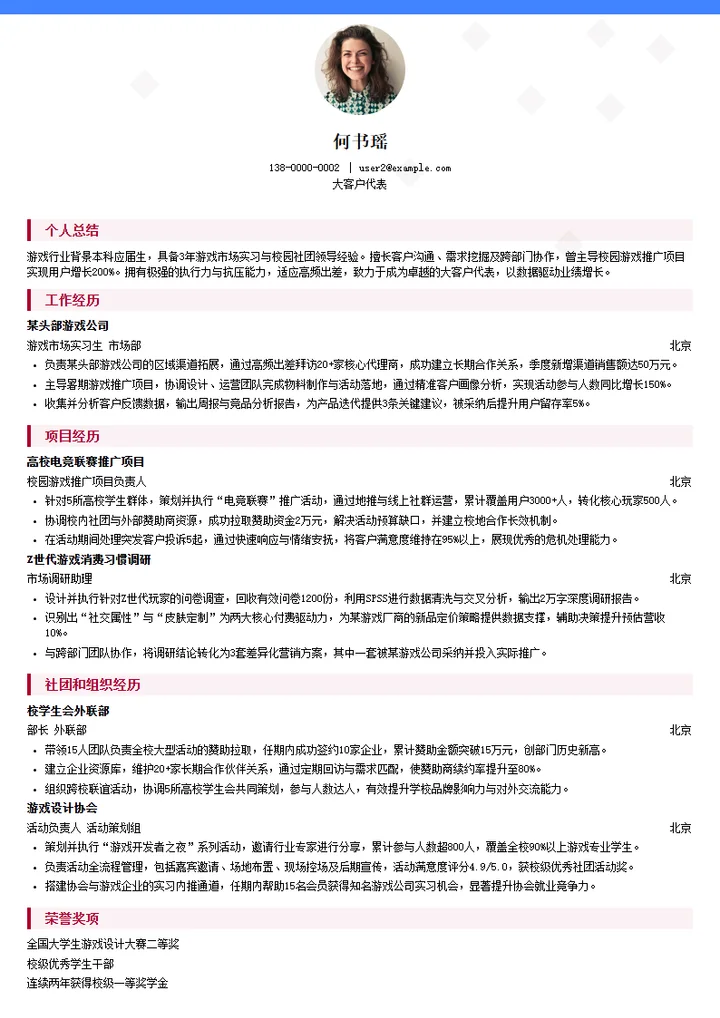 何书瑶
138-0000-0002 | user2@example.com
大客户代表
个人总结
游戏行业背景本科应届生，具备3年游戏市场实习与校园社团领导经验。擅长客户沟通、需求挖掘及跨部门协作，曾主导校园游戏推广项目
实现用户增长200%。拥有极强的执行力与抗压能力，适应高频出差，致力于成为卓越的大客户代表，以数据驱动业绩增长。
工作经历
某头部游戏公司
游戏市场实习生 市场部 北京
• 负责某头部游戏公司的区域渠道拓展，通过高频出差拜访20+家核心代理商，成功建立长期合作关系，季度新增渠道销售额达50万元。
• 主导暑期游戏推广项目，协调设计、运营团队完成物料制作与活动落地，通过精准客户画像分析，实现活动参与人数同比增长150%。
• 收集并分析客户反馈数据，输出周报与竞品分析报告，为产品迭代提供3条关键建议，被采纳后提升用户留存率5%。
项目经历
高校电竞联赛推广项目
校园游戏推广项目负责人 北京
• 针对5所高校学生群体，策划并执行“电竞联赛”推广活动，通过地推与线上社群运营，累计覆盖用户3000+人，转化核心玩家500人。
• 协调校内社团与外部赞助商资源，成功拉取赞助资金2万元，解决活动预算缺口，并建立校地合作长效机制。
• 在活动期间处理突发客户投诉5起，通过快速响应与情绪安抚，将客户满意度维持在95%以上，展现优秀的危机处理能力。
Z世代游戏消费习惯调研
市场调研助理 北京
• 设计并执行针对Z世代玩家的问卷调查，回收有效问卷1200份，利用SPSS进行数据清洗与交叉分析，输出2万字深度调研报告。
• 识别出“社交属性”与“皮肤定制”为两大核心付费驱动力，为某游戏厂商的新品定价策略提供数据支撑，辅助决策提升预估营收
10%。
• 与跨部门团队协作，将调研结论转化为3套差异化营销方案，其中一套被某游戏公司采纳并投入实际推广。
社团和组织经历
校学生会外联部
部长 外联部 北京
• 带领15人团队负责全校大型活动的赞助拉取，任期内成功签约10家企业，累计赞助金额突破15万元，创部门历史新高。
• 建立企业资源库，维护20+家长期合作伙伴关系，通过定期回访与需求匹配，使赞助商续约率提升至80%。
• 组织跨校联谊活动，协调5所高校学生会共同策划，参与人数达人，有效提升学校品牌影响力与对外交流能力。
游戏设计协会
活动负责人 活动策划组 北京
• 策划并执行“游戏开发者之夜”系列活动，邀请行业专家进行分享，累计参与人数超800人，覆盖全校90%以上游戏专业学生。
• 负责活动全流程管理，包括嘉宾邀请、场地布置、现场控场及后期宣传，活动满意度评分4.9/5.0，获校级优秀社团活动奖。
• 搭建协会与游戏企业的实习内推通道，任期内帮助15名会员获得知名游戏公司实习机会，显著提升协会就业竞争力。
荣誉奖项
全国大学生游戏设计大赛二等奖
校级优秀学生干部
连续两年获得校级一等奖学金